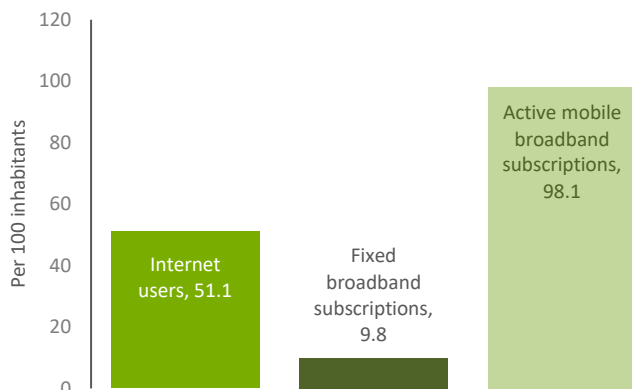 120
100
80
60
40
20
0
Per 100 inhabitants
Internet
users, 51.1
Fixed
broadband
subscriptions,
9.8
Active mobile
broadband
subscriptions,
98.1